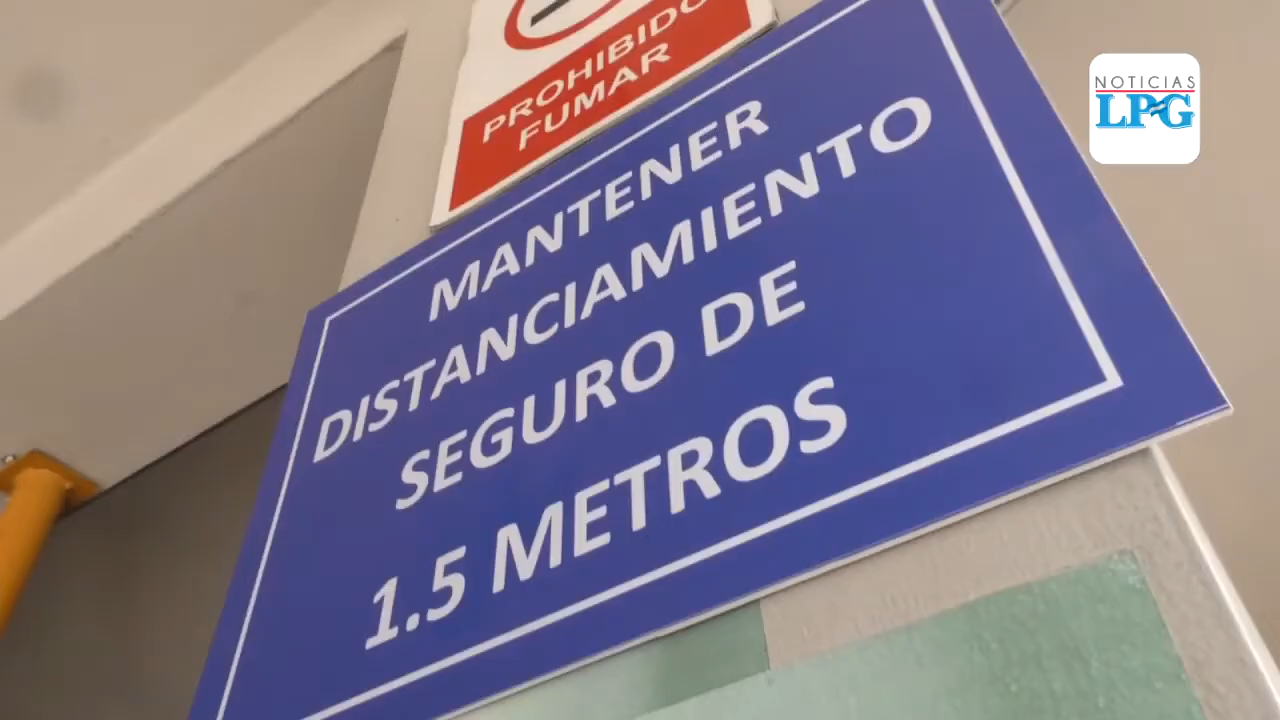 PROHIBIDO
FUMAR
MANTENER
DISTANCIAMIENTO
SEGURO DE
1.5 METROS
NOTICIAS
LPG